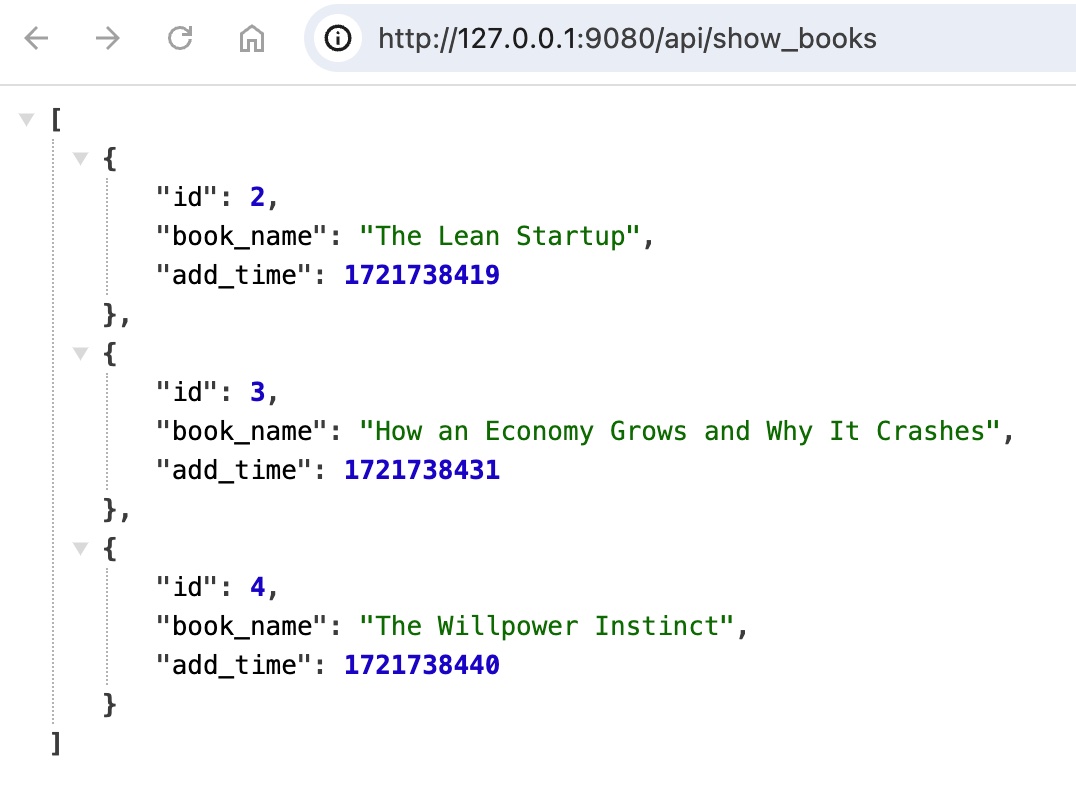 http://127.0.0.1:9080/api/show_books
[
{
"id": 2,
"book_name": "The Lean Startup",
"add_time": 1721738419
},
{
"id": 3,
"book_name": "How an Economy Grows and Why It Crashes",
"add_time": 1721738431
},
{
"id": 4,
"book_name": "The Willpower Instinct",
"add_time": 1721738440
}
]